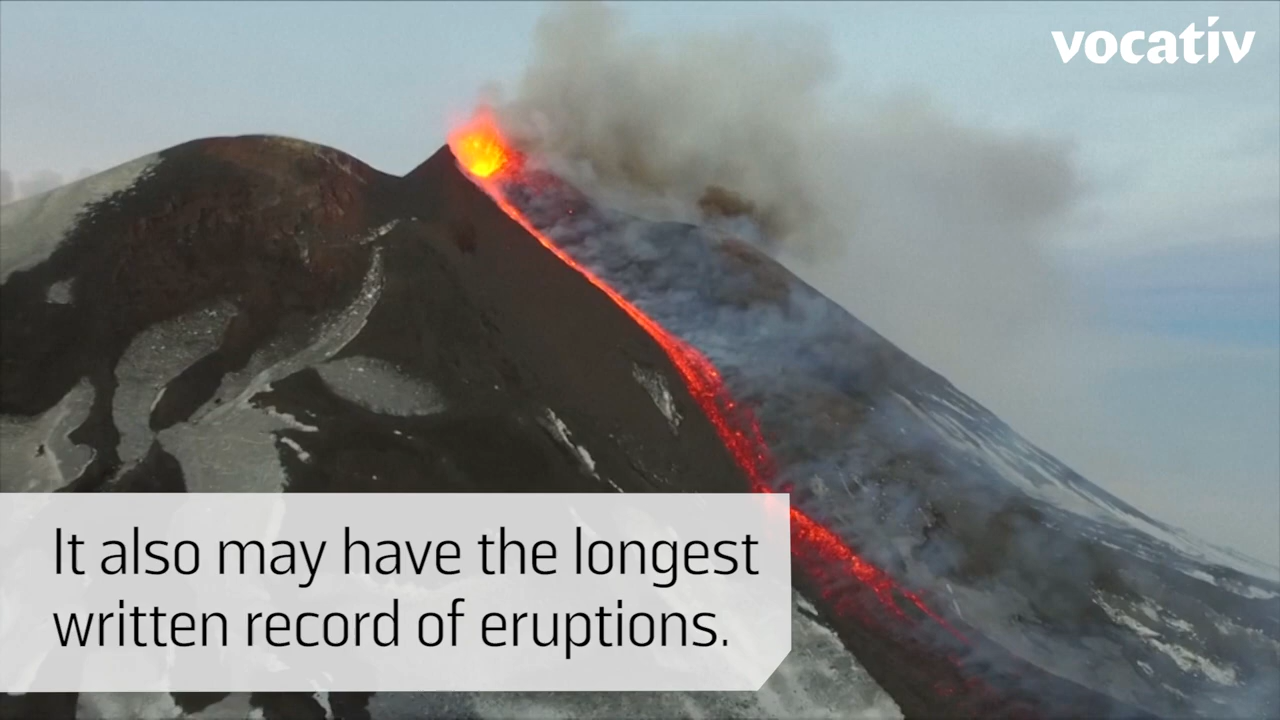 vocativ
It also may have the longest
written record of eruptions.